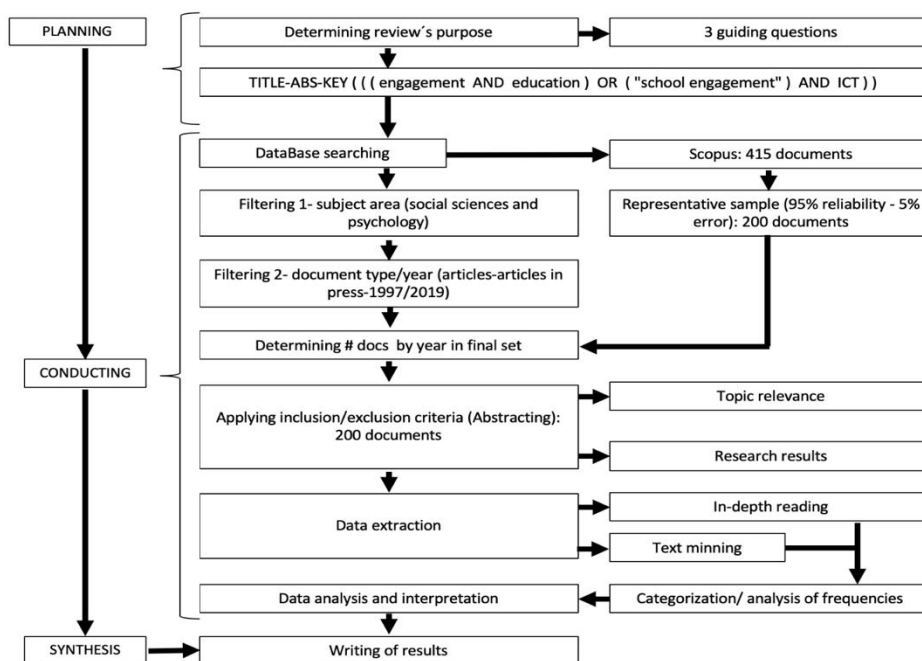 PLANNING
Determining review´s purpose
3 guiding questions
TITLE-ABS-KEY ( ( ( engagement AND education ) OR ( "school engagement" ) AND ICT ) )
DataBase searching
Scopus: 415 documents
Filtering 1- subject area (social sciences and
psychology)
Representative sample (95% reliability - 5%
error): 200 documents
Filtering 2- document type/year (articles-articles in
press-1997/2019)
Determining # docs by year in final set
CONDUCTING
Applying inclusion/exclusion criteria (Abstracting):
200 documents
Topic relevance
Research results
Data extraction
In-depth reading
Text minning
Data analysis and interpretation
Categorization/ analysis of frequencies
SYNTHESIS
Writing of results